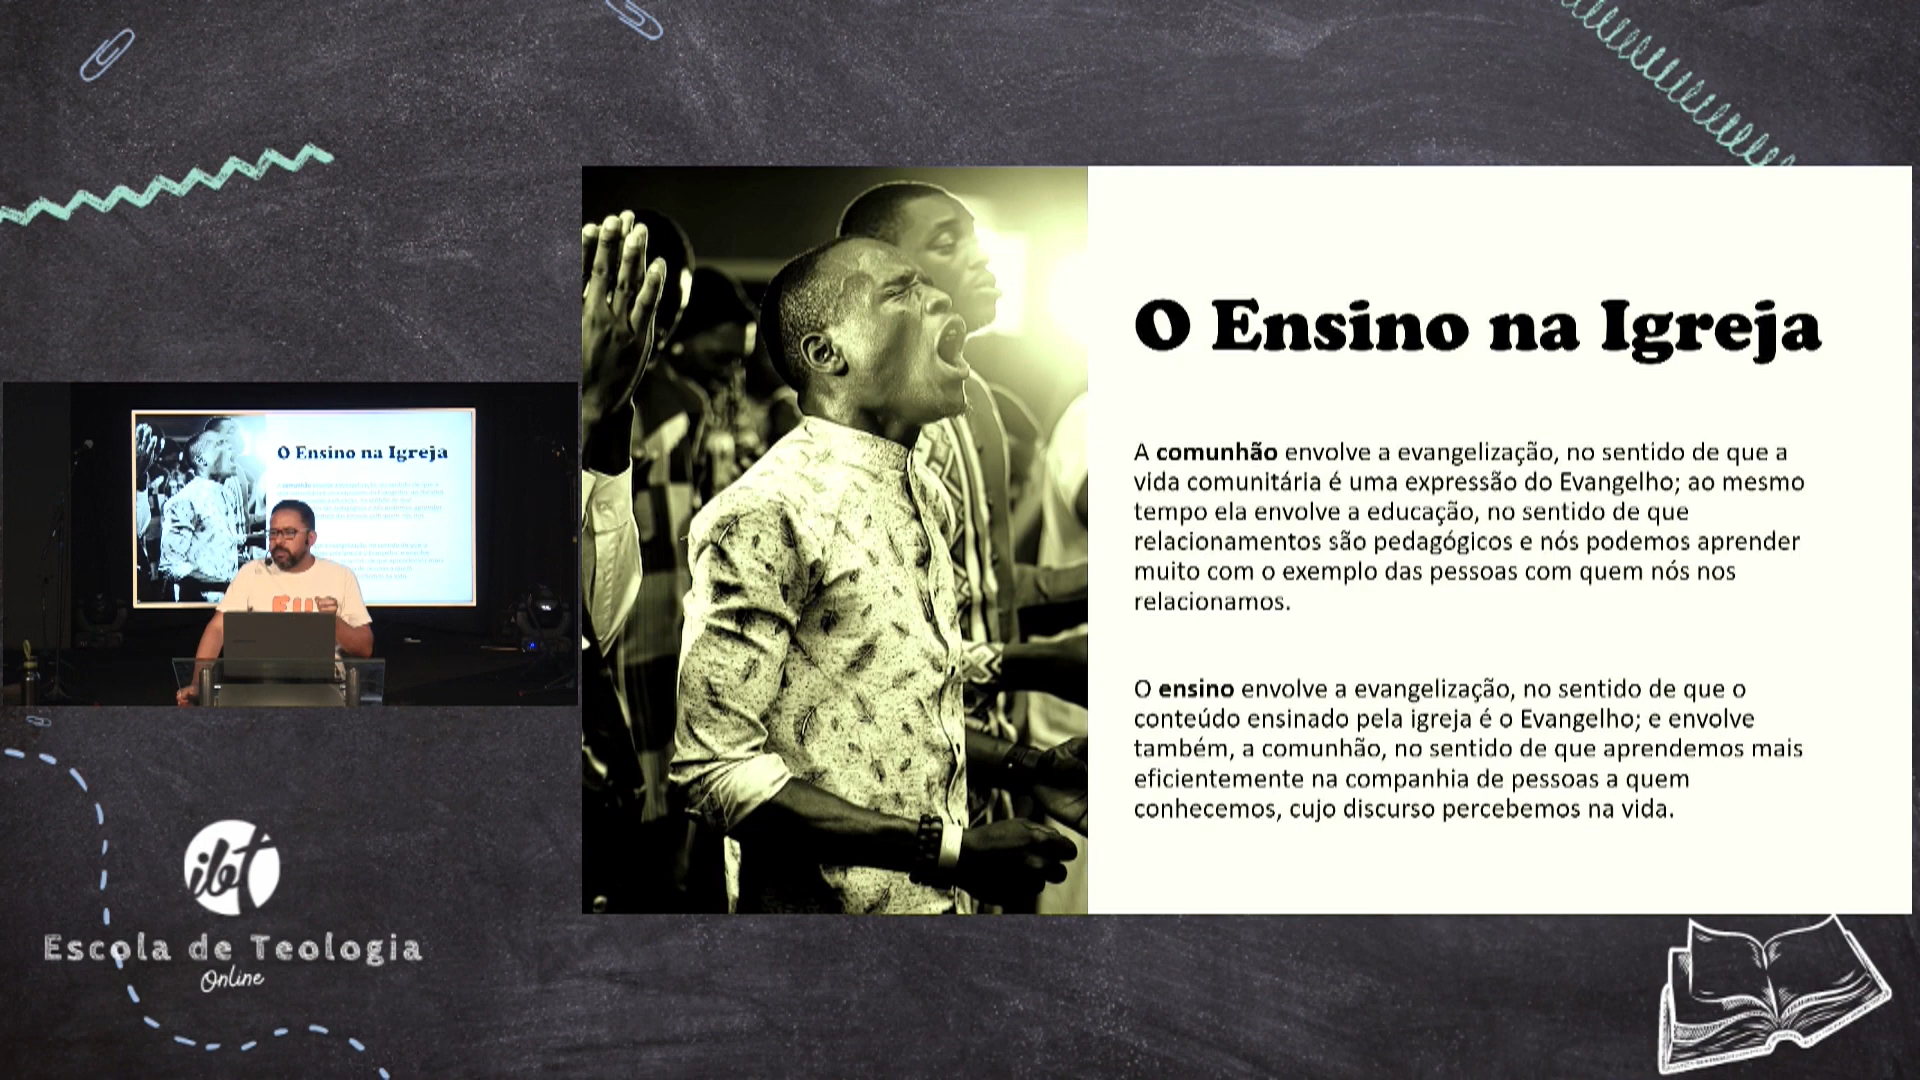 O Ensino na Igreja
A comunhão envolve a evangelização, no sentido de que a
vida comunitária é uma expressão do Evangelho; ao mesmo
tempo ela envolve a educação, no sentido de que
relacionamentos são pedagógicos e nós podemos aprender
muito com o exemplo das pessoas com quem nós nos
relacionamos.
O ensino envolve a evangelização, no sentido de que o
conteúdo ensinado pela igreja é o Evangelho; e envolve
também, a comunhão, no sentido de que aprendemos mais
eficientemente na companhia de pessoas a quem
conhecemos, cujo discurso percebemos na vida.
O Ensino na Igreja
ibt
Escola de Teologia
Online